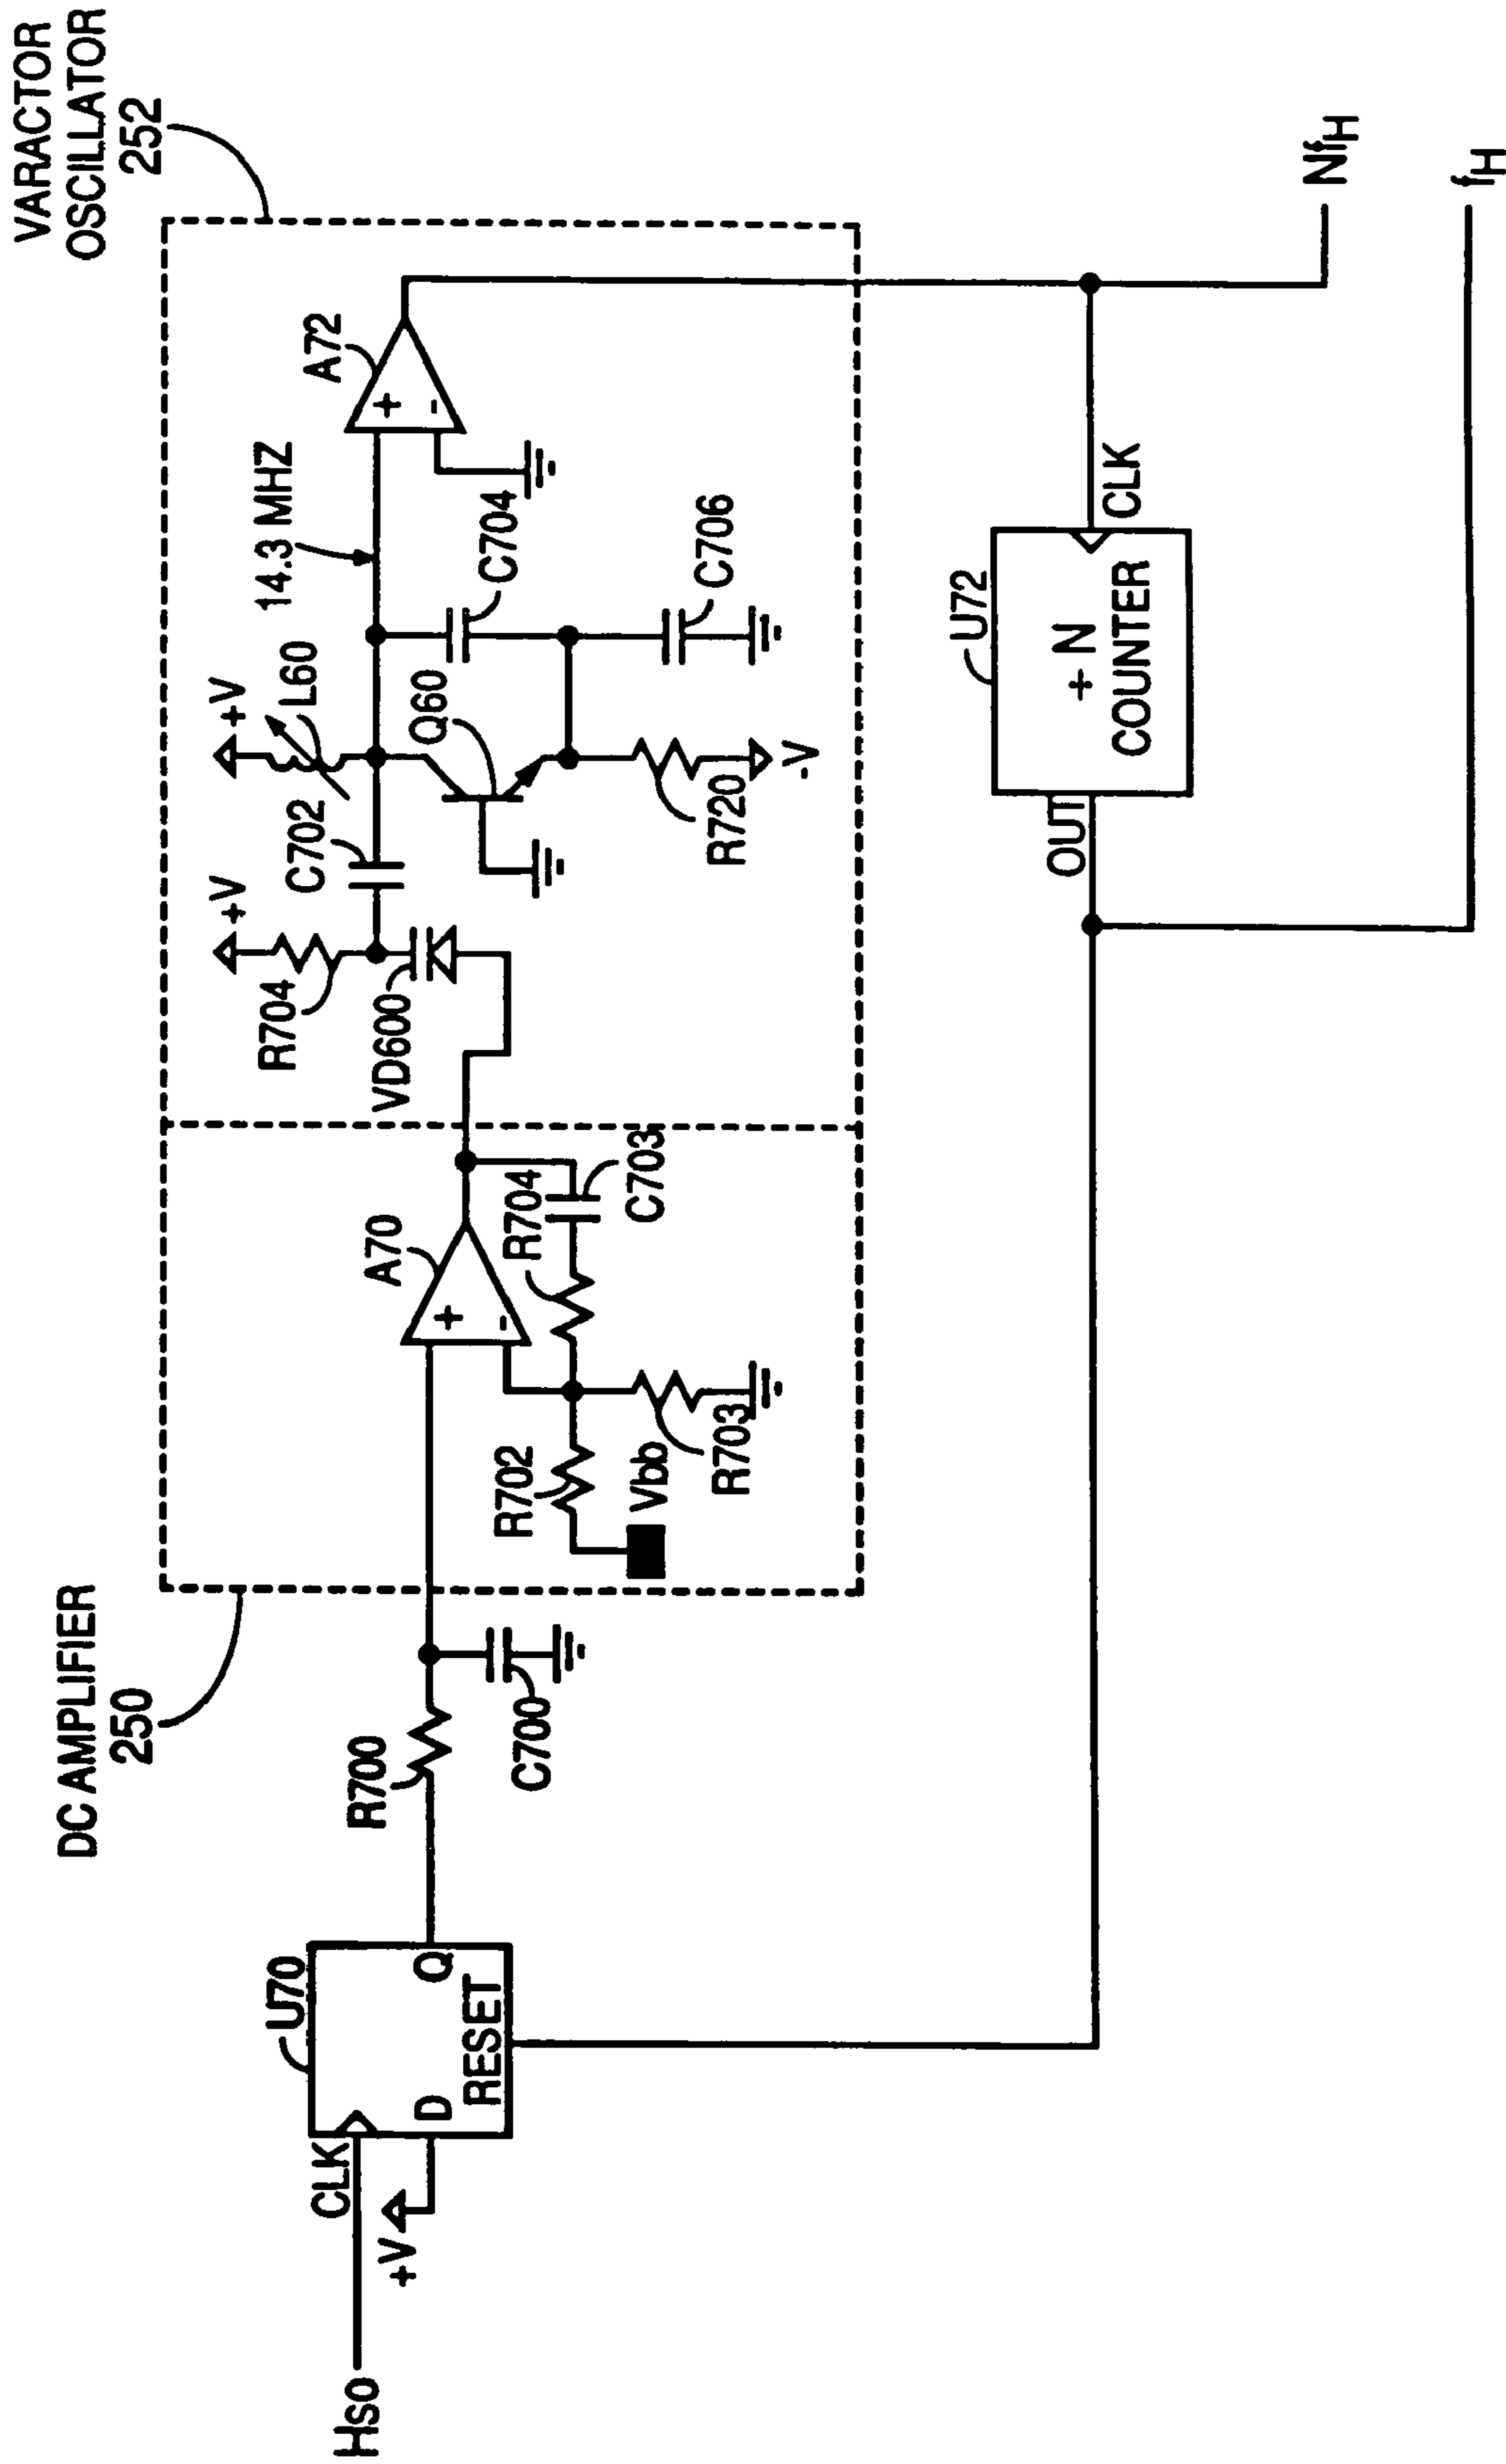 VARACTOR
OSCILLATOR
252
DC AMPLIFIER
250
Hso
CLK
+V
U70
D
Q
RESET
R700
C700
A70
+
-
R702
Vbb
R703
R704
C703
+V
R704
VD600
C702
+V
L60
Q60
R720
-V
14.3 MHZ
C704
C706
A72
+
-
U72
OUT
÷ N
COUNTER
CLK
NfH
fH